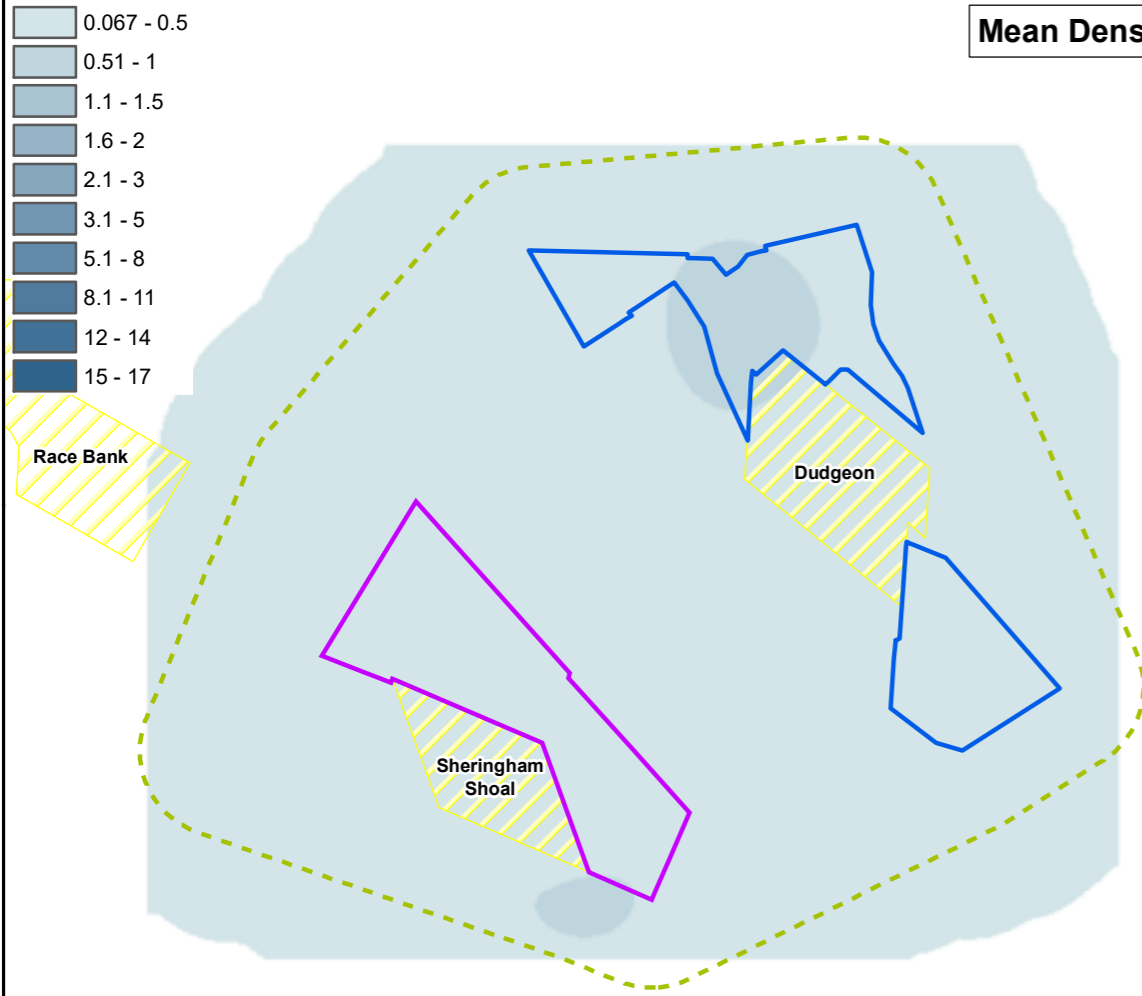 0.067 - 0.5
0.51 - 1
1.1 - 1.5
1.6 - 2
2.1 - 3
3.1 - 5
5.1 - 8
8.1 - 11
12 - 14
15 - 17
Mean Dens
Race Bank
Dudgeon
Sheringham
Shoal